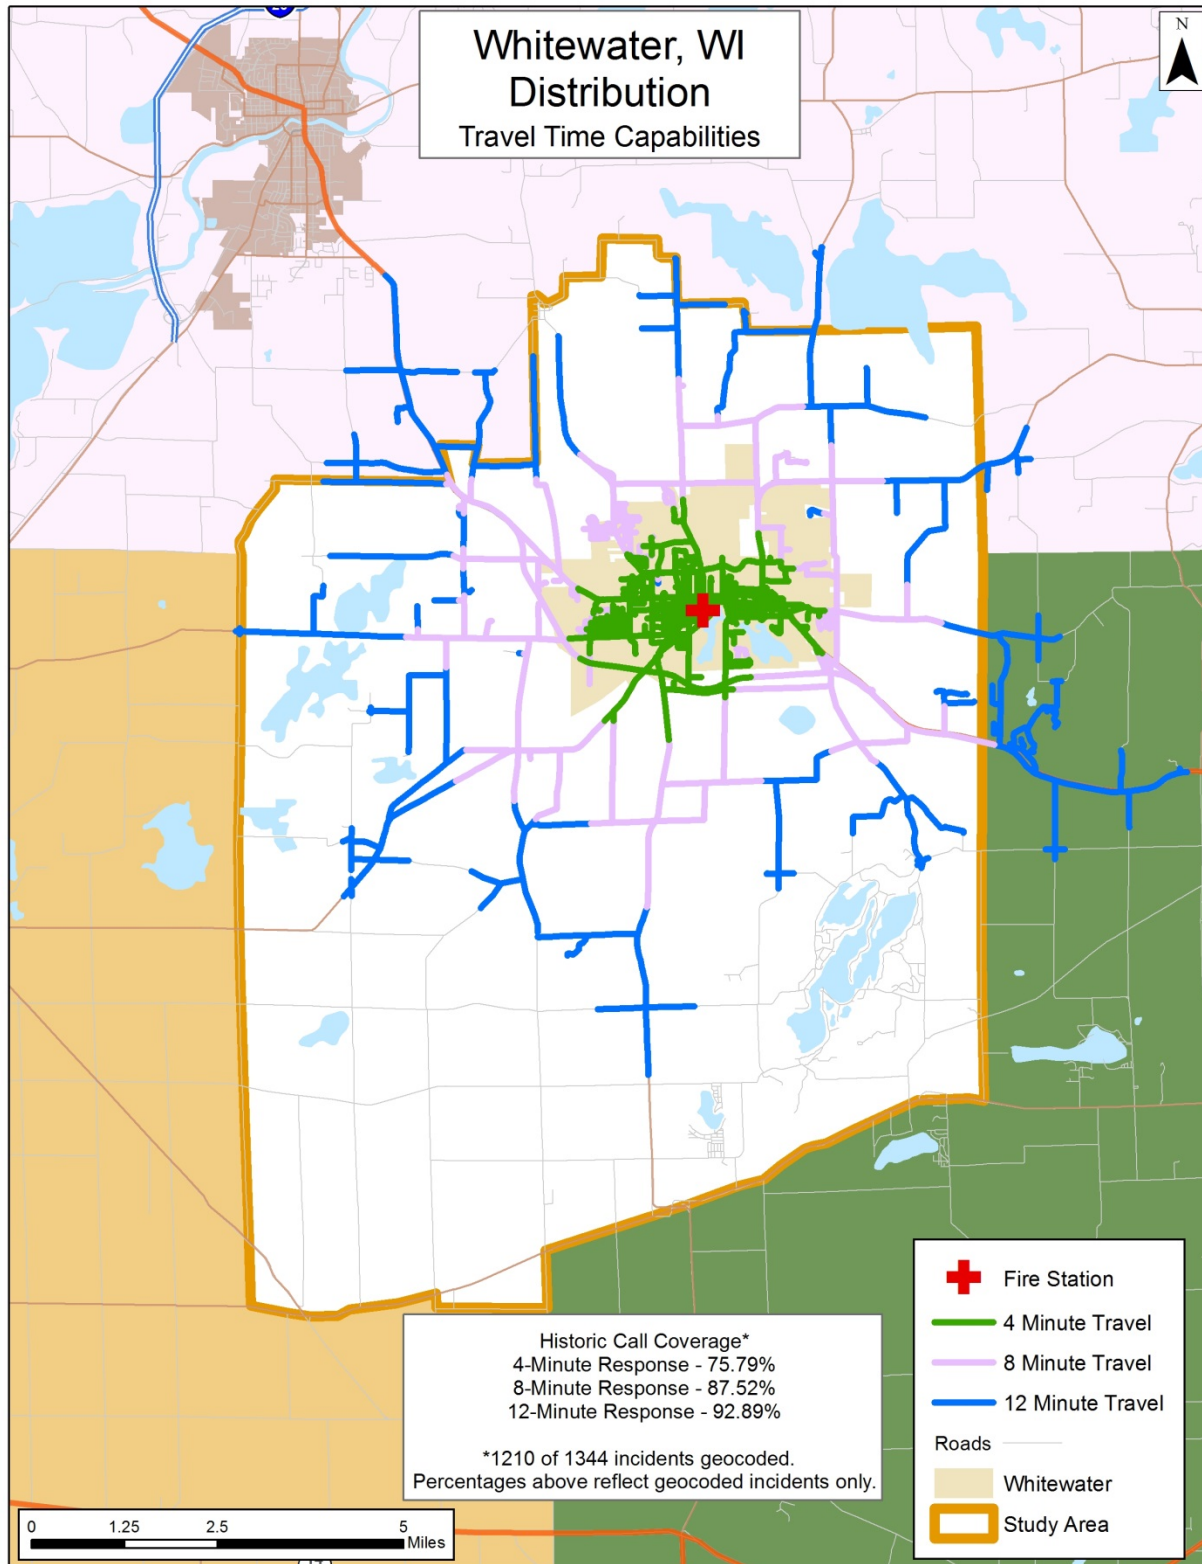 Whitewater, WI
Distribution
Travel Time Capabilities
N
Fire Station
4 Minute Travel
8 Minute Travel
12 Minute Travel
Roads
Whitewater
Study Area
Historic Call Coverage*
4-Minute Response - 75.79%
8-Minute Response - 87.52%
12-Minute Response - 92.89%
*1210 of 1344 incidents geocoded.
Percentages above reflect geocoded incidents only.
0 1.25 2.5 5
Miles